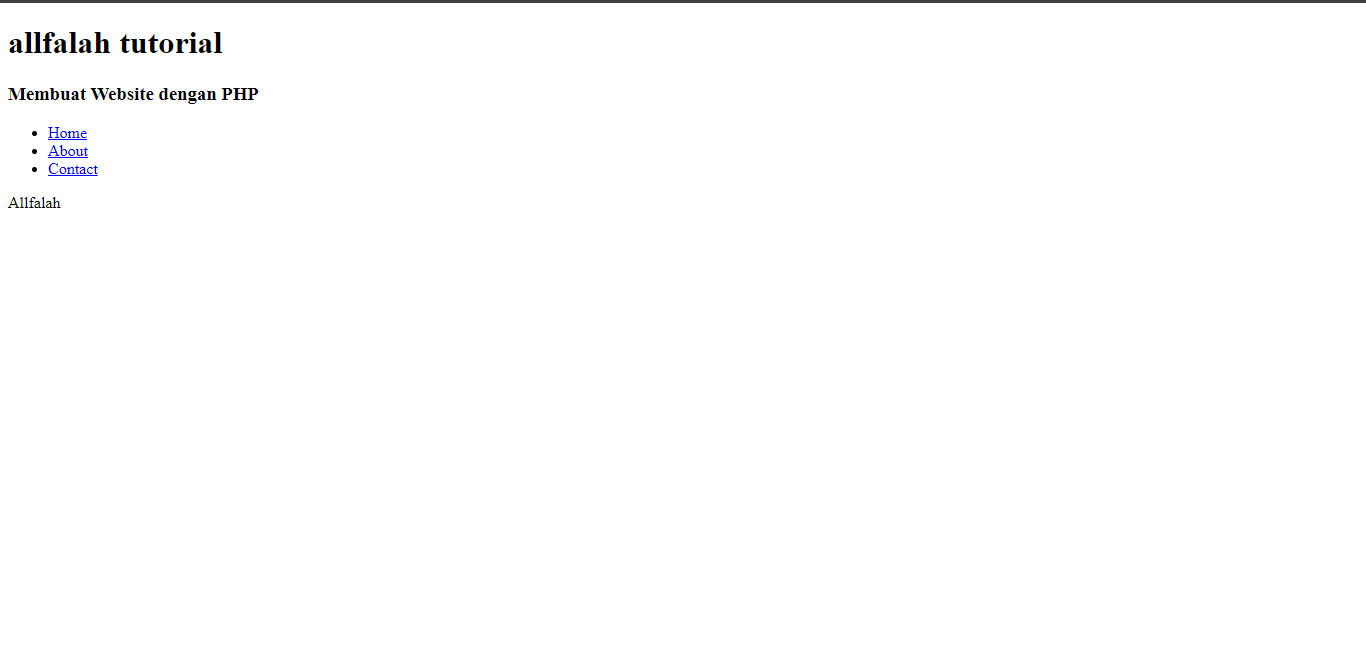 allfalah tutorial
Membuat Website dengan PHP
Home
About
Contact
Allfalah